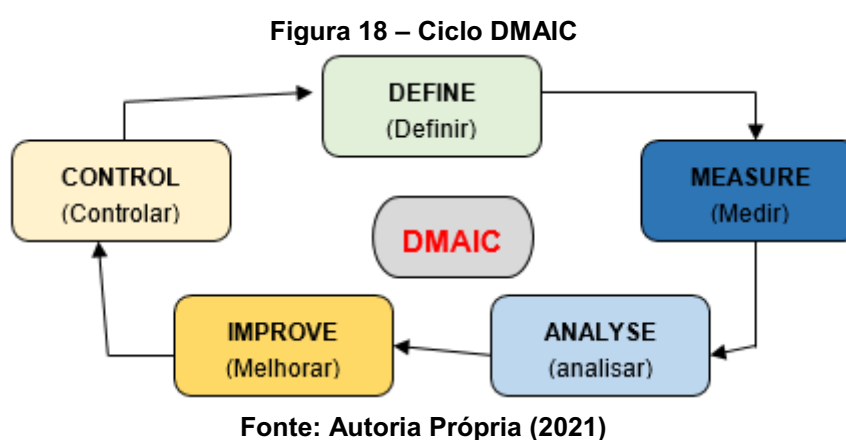 Figura 18 – Ciclo DMAIC
DEFINE
(Definir)
CONTROL
(Controlar)
MEASURE
(Medir)
DMAIC
IMPROVE
(Melhorar)
ANALYSE
(analisar)
Fonte: Autoria Própria (2021)